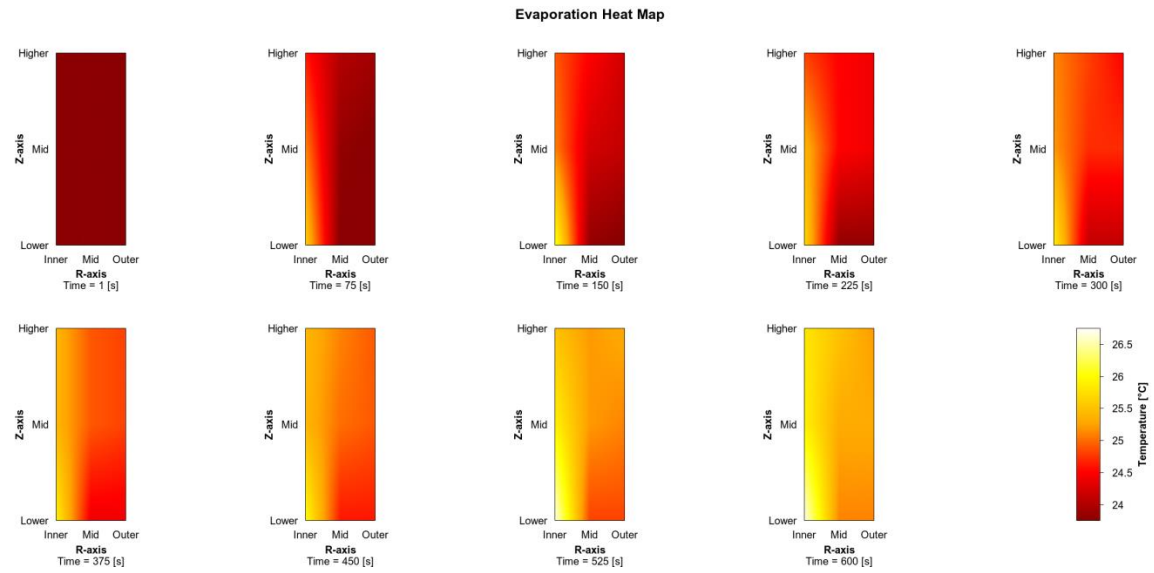 Evaporation Heat Map
Higher
Z-axis
Mid
Lower
Inner Mid Outer
R-axis
Time = 1 [s]
Higher
Z-axis
Mid
Lower
Inner Mid Outer
R-axis
Time = 75 [s]
Higher
Z-axis
Mid
Lower
Inner Mid Outer
R-axis
Time = 150 [s]
Higher
Z-axis
Mid
Lower
Inner Mid Outer
R-axis
Time = 225 [s]
Higher
Z-axis
Mid
Lower
Inner Mid Outer
R-axis
Time = 300 [s]
Higher
Z-axis
Mid
Lower
Inner Mid Outer
R-axis
Time = 375 [s]
Higher
Z-axis
Mid
Lower
Inner Mid Outer
R-axis
Time = 450 [s]
Higher
Z-axis
Mid
Lower
Inner Mid Outer
R-axis
Time = 525 [s]
Higher
Z-axis
Mid
Lower
Inner Mid Outer
R-axis
Time = 600 [s]
26.5
26
25.5
25
24.5
24
Temperature [°C]